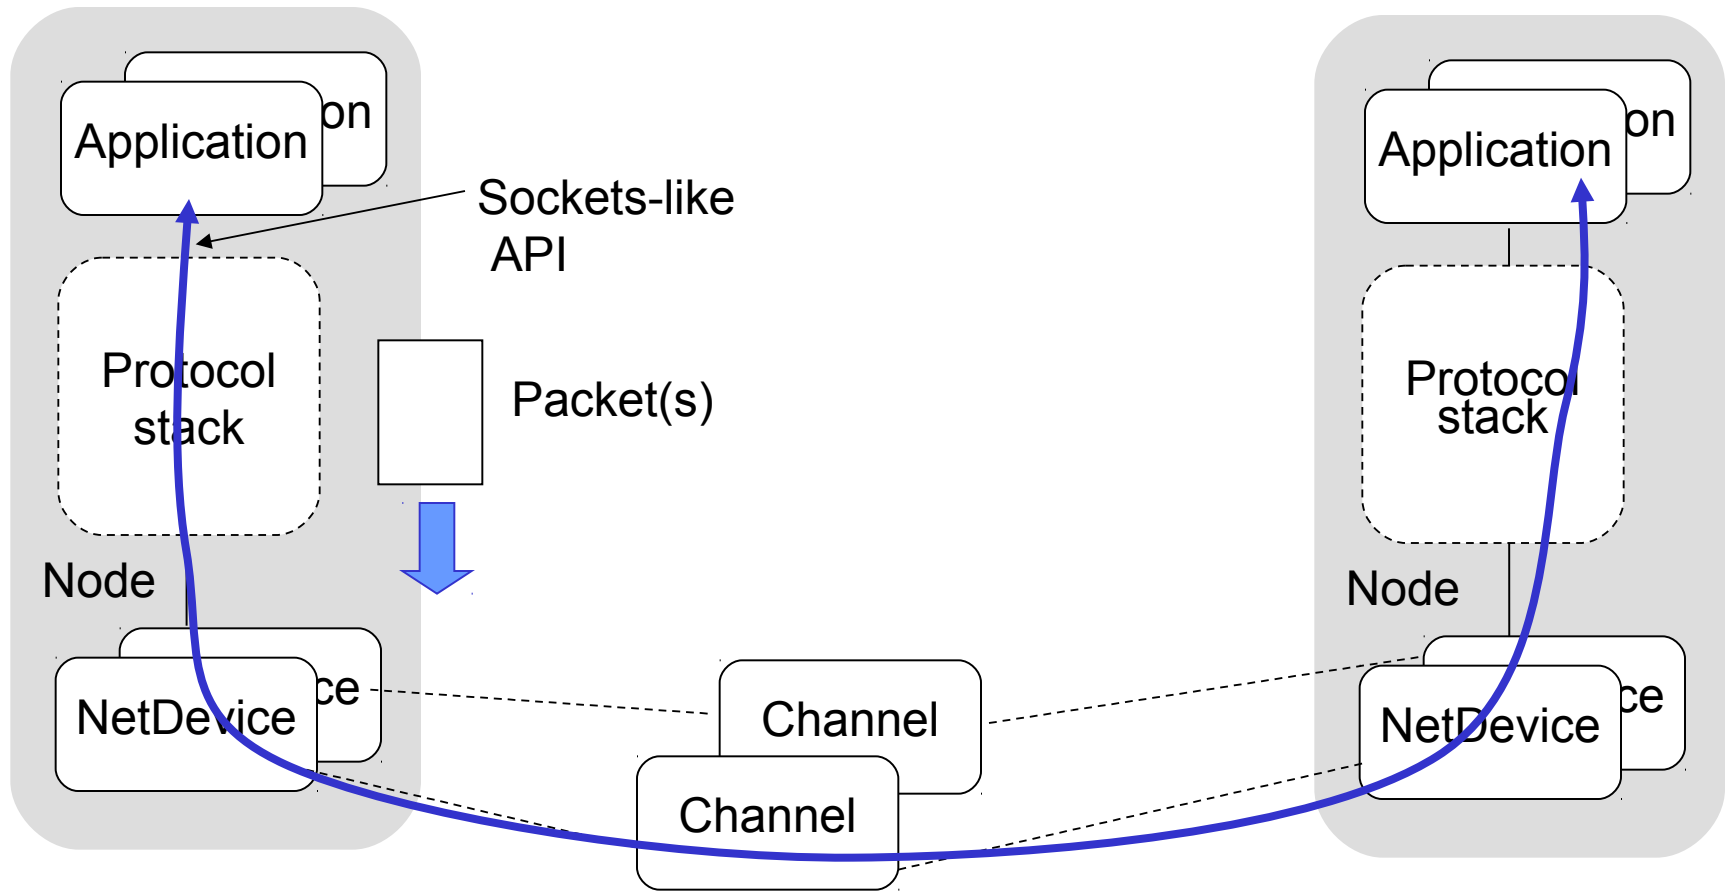 Application
on
Sockets-like
API
Protocol
stack
Packet(s)
Node
NetDevice
ce
Channel
Channel
Application
on
Protocol
stack
Node
NetDevice
ce